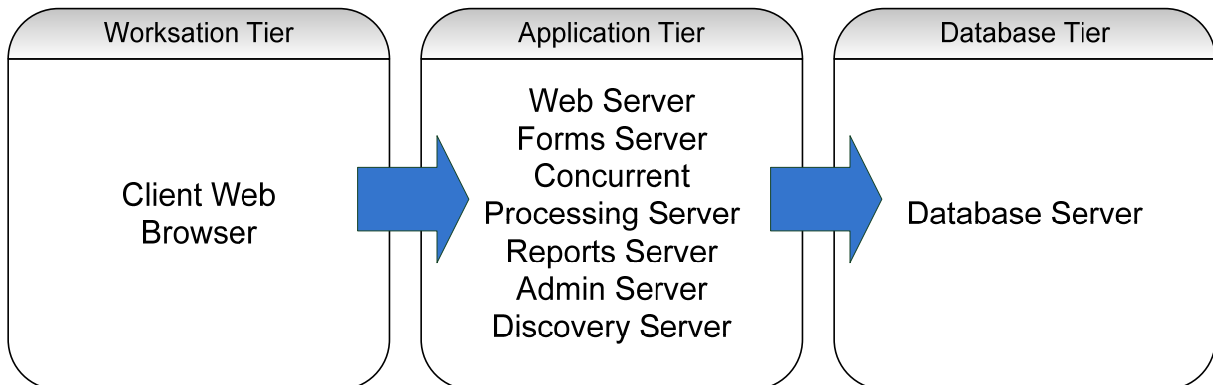 Worksation Tier
Client Web
Browser
Application Tier
Web Server
Forms Server
Concurrent
Processing Server
Reports Server
Admin Server
Discovery Server
Database Tier
Database Server